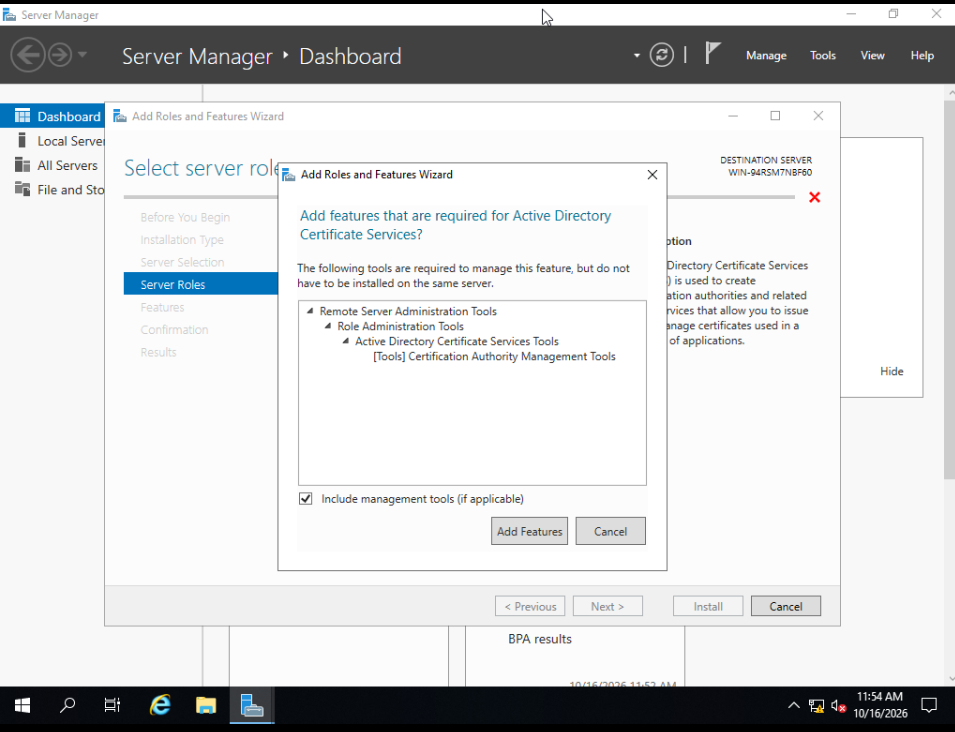 Server Manager
Server Manager ‣ Dashboard
Manage Tools View Help
Dashboard
Local Server
All Servers
File and Sto
Add Roles and Features Wizard
Select server role
DESTINATION SERVER
WIN-94RSM7NBF60
Before You Begin
Installation Type
Server Selection
Server Roles
Features
Confirmation
Results
Add Roles and Features Wizard
Add features that are required for Active Directory
Certificate Services?
The following tools are required to manage this feature, but do not
have to be installed on the same server.
Remote Server Administration Tools
Role Administration Tools
Active Directory Certificate Services Tools
[Tools] Certification Authority Management Tools
Include management tools (if applicable)
Add Features Cancel
ption
Directory Certificate Services
) is used to create
ation authorities and related
rvices that allow you to issue
anage certificates used in a
of applications.
Hide
< Previous Next > Install Cancel
BPA results
10/16/2026 11:52 AM
11:54 AM
10/16/2026